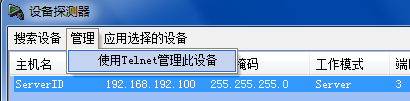 设备探测器
搜索设备 管理 应用选择的设备
使用Telnet管理此设备
主机名 掩码 工作模式 端
ServerID 192.168.192.100 255.255.255.0 Server 3